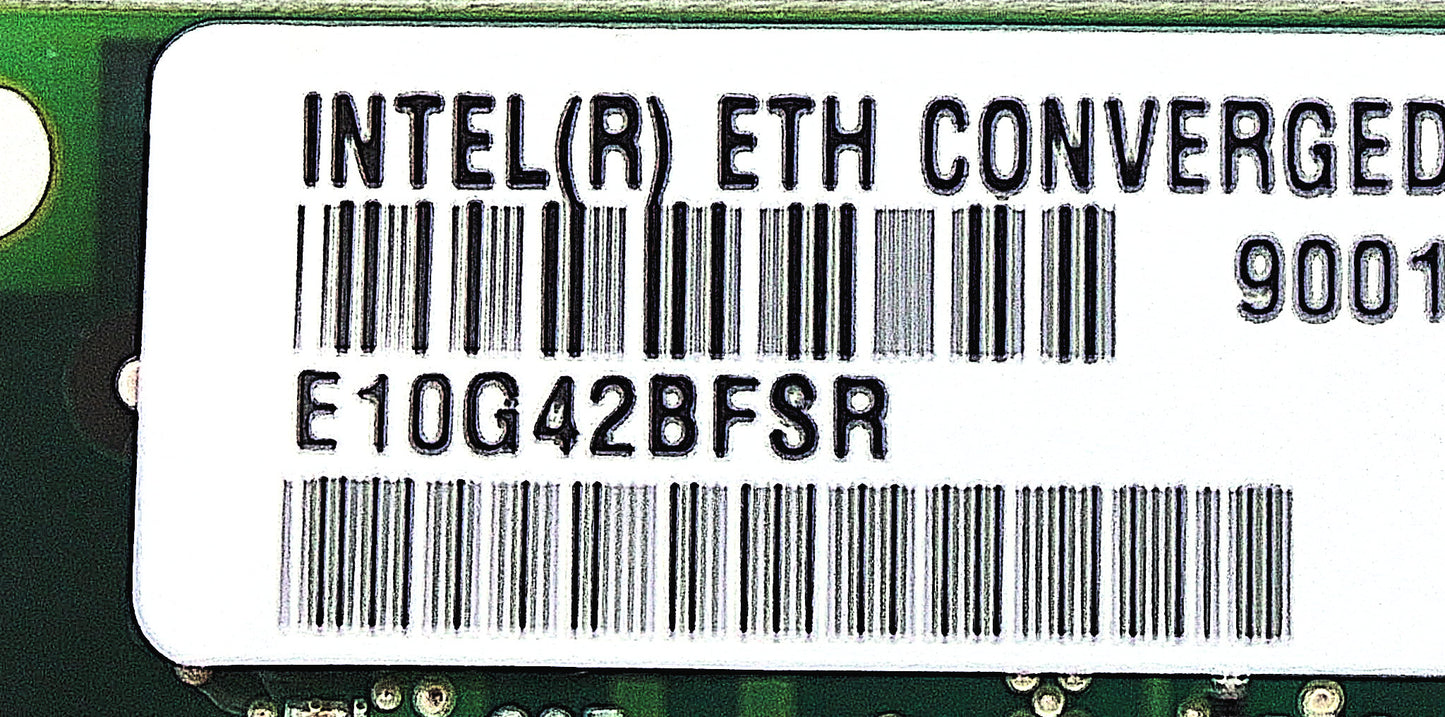 INTEL(R) ETH CONVERGED
9001
E10G42BFSR